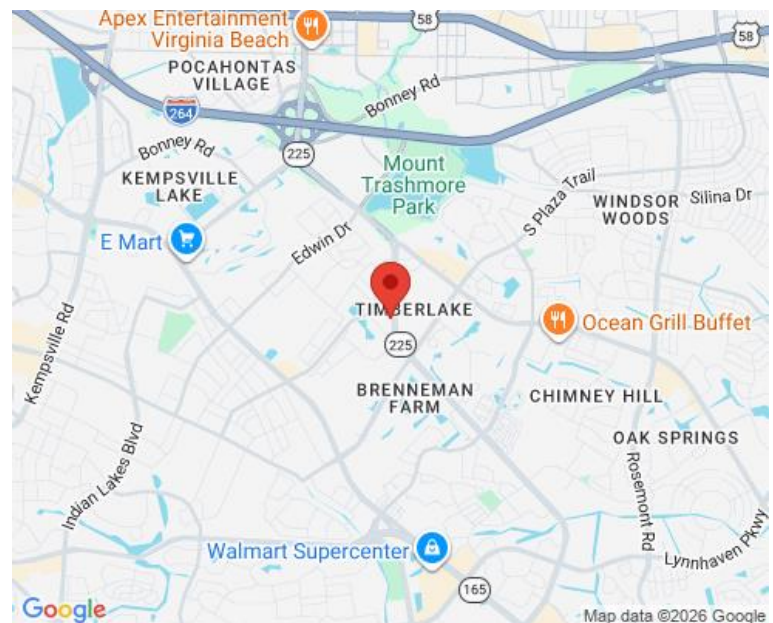 Apex Entertainment
Virginia Beach
58
58
POCAHONTAS
VILLAGE
264
Bonney Rd
Bonney Rd
225
Mount
Trashmore
Park
KEMPSVILLE
LAKE
S Plaza Trail
WINDSOR
WOODS
Silina Dr
E Mart
Edwin Dr
TIMBERLAKE
Ocean Grill Buffet
225
Kempsville Rd
BRENNEMAN
FARM
CHIMNEY HILL
OAK SPRINGS
Indian Lakes Blvd
Rosemont Rd
Lynnhaven Pkwy
Walmart Supercenter
165
Google
Map data ©2026 Google